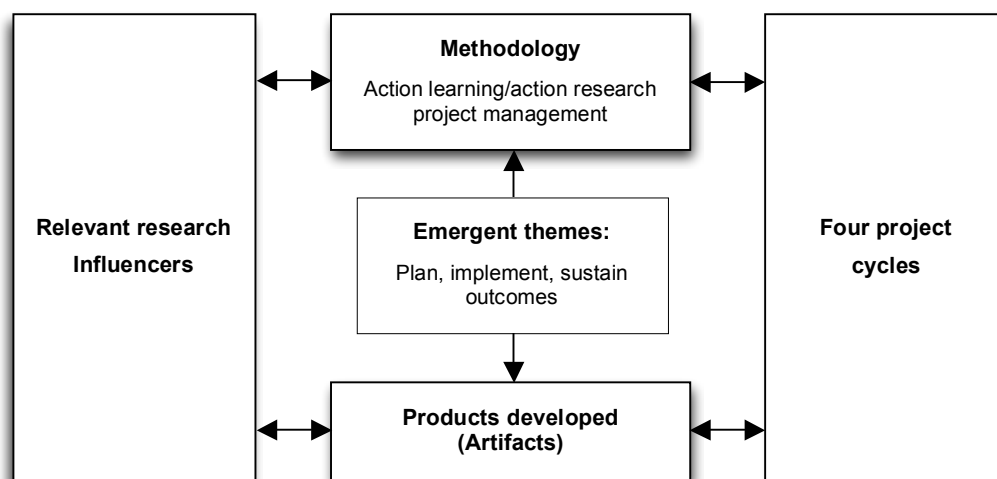 Methodology
Action learning/action research
project management
Relevant research
Influencers
Emergent themes:
Plan, implement, sustain
outcomes
Four project
cycles
Products developed
(Artifacts)